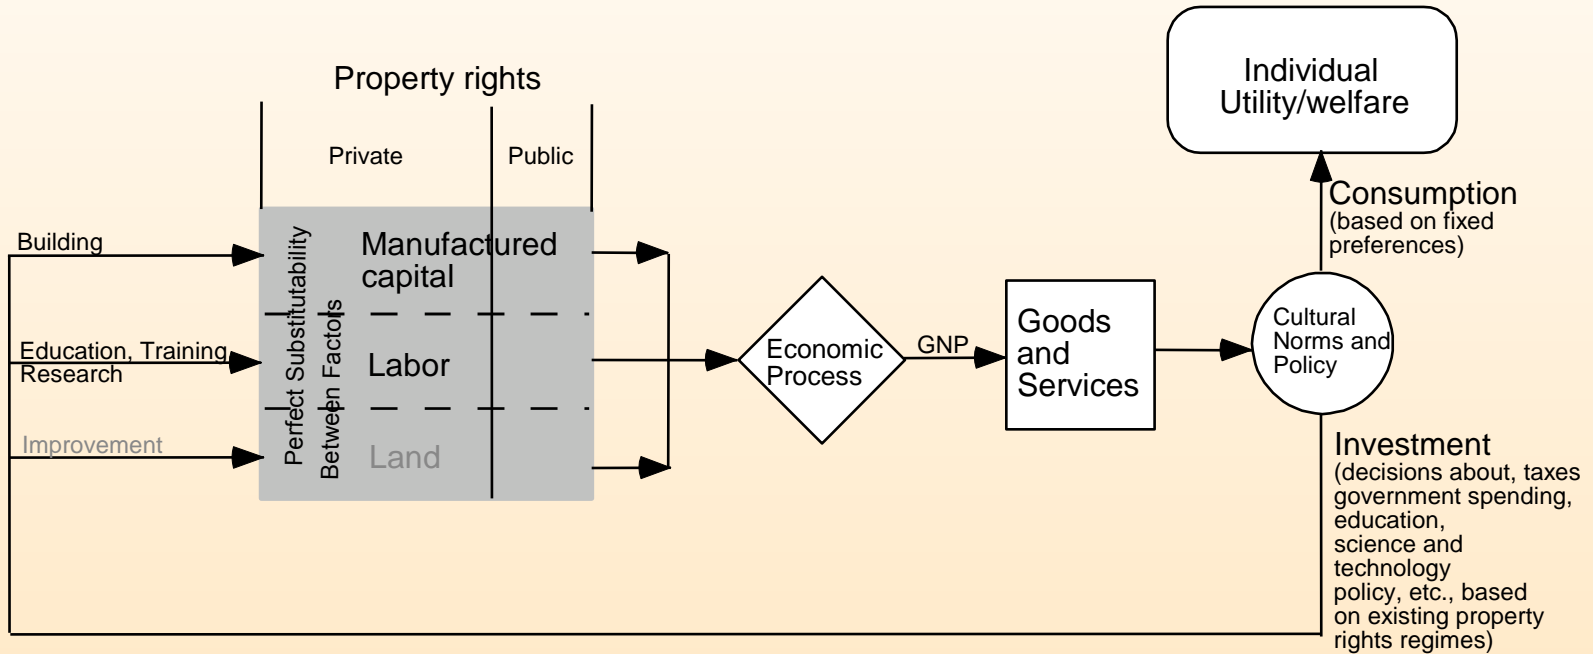 Property rights
Private
Public
Building
Education, Training
Research
Improvement
Perfect Substitutability
Between Factors
Manufactured
capital
Labor
Land
Economic
Process
GNP
Goods
and
Services
Cultural
Norms and
Policy
Individual
Utility/welfare
Consumption
(based on fixed
preferences)
Investment
(decisions about, taxes
government spending,
education,
science and
technology
policy, etc., based
on existing property
rights regimes)